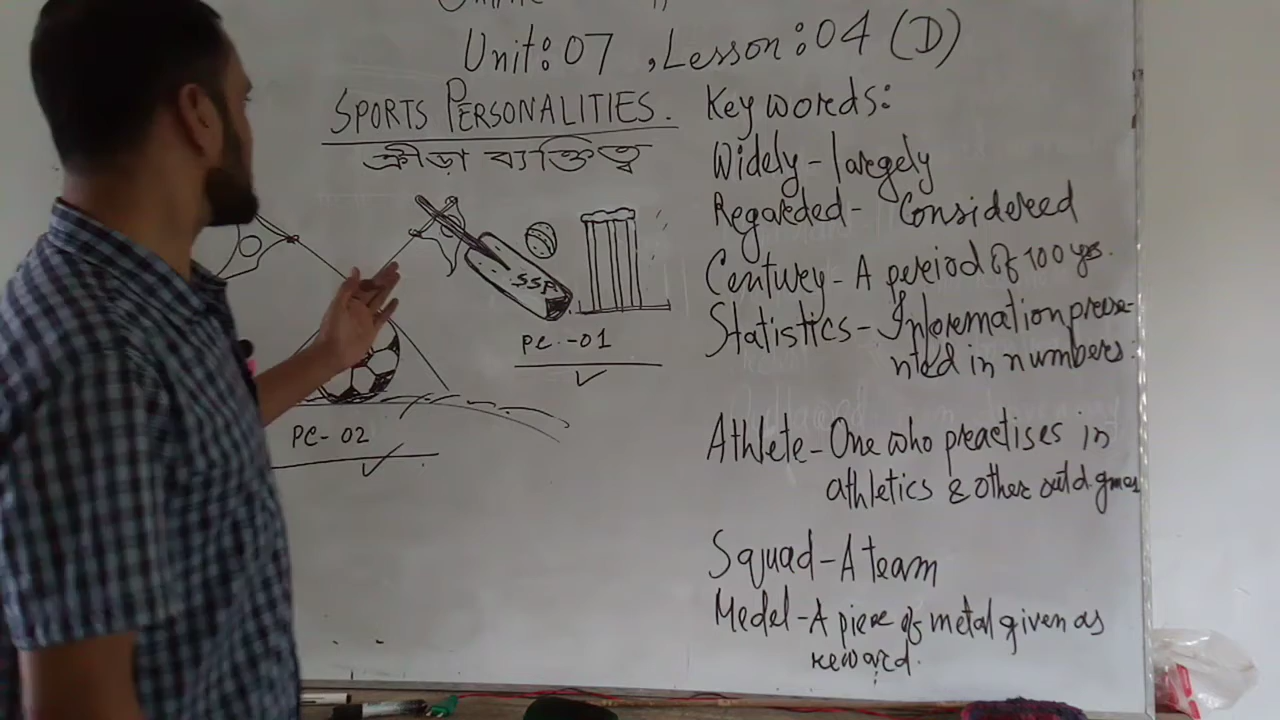 Unit: 07, Lesson: 04 (D)
SPORTS PERSONALITIES.
ক্রীড়া ব্যক্তিত্ব
Key words:
Widely - largely
Regarded - Considered
Century - A period of 100 yrs.
Statistics - Information prese-
nted in numbers.
SSP
PC.-01
PC-02
Athlete - One who practises in
athletics & other outd. gmes
Squad - A team
Medel - A piece of metal given as
reward.